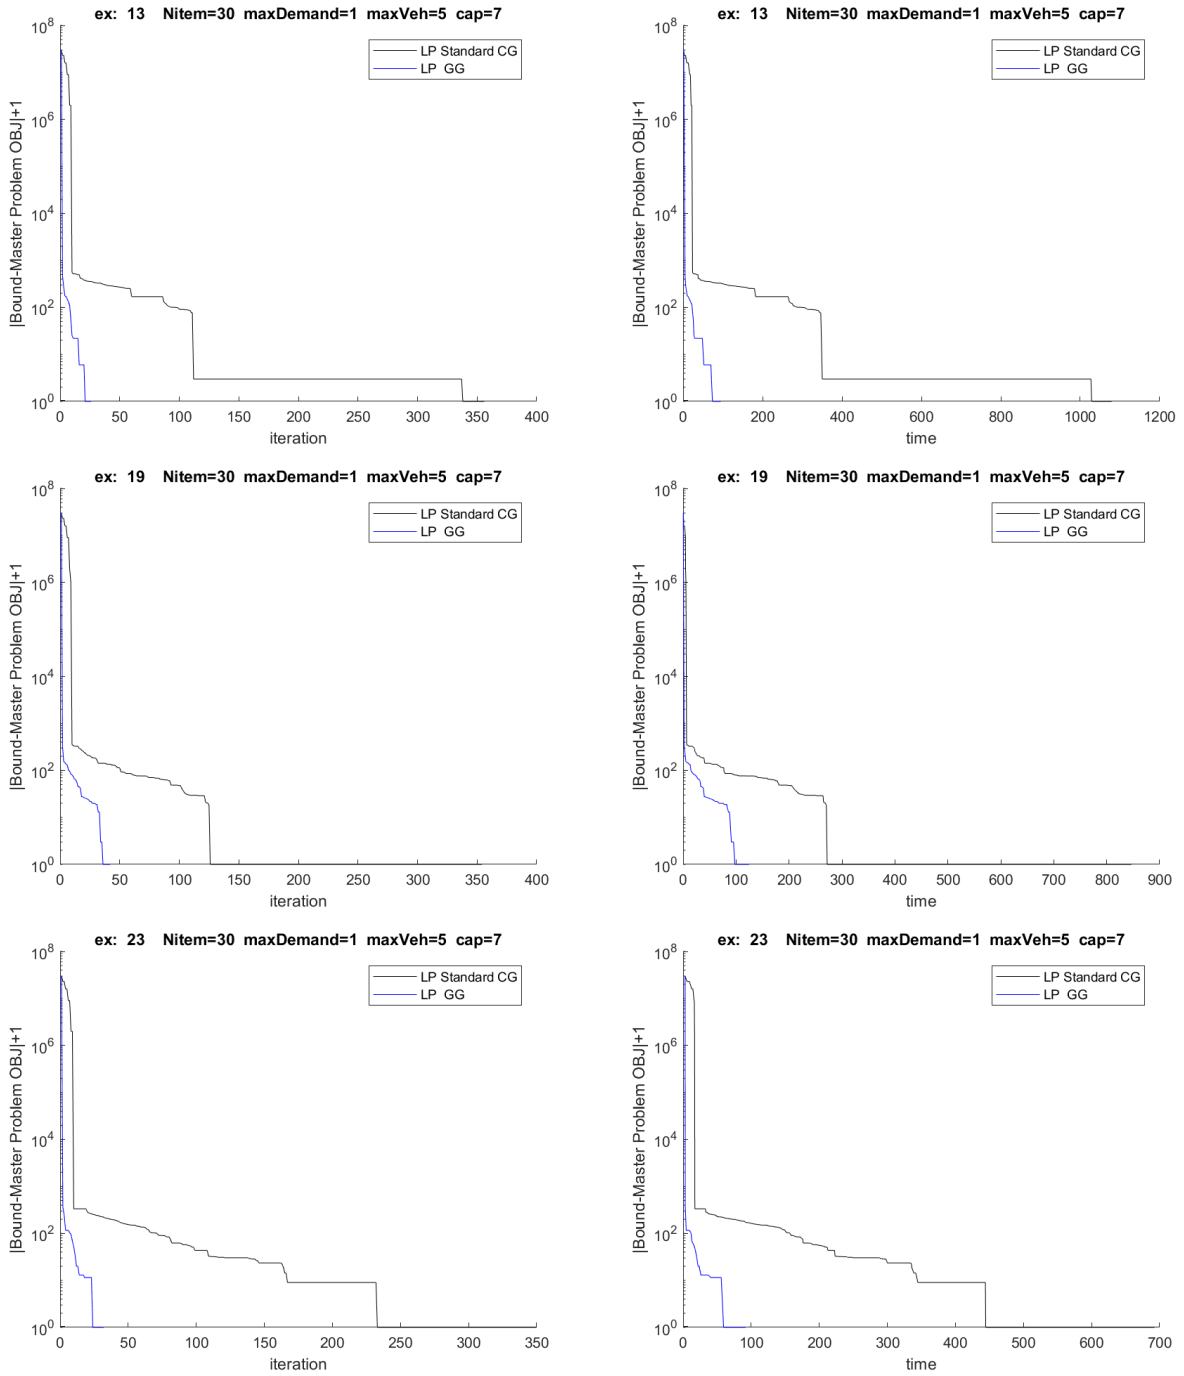 ex:  13    Nitem=30  maxDemand=1  maxVeh=5  cap=7
|Bound-Master Problem OBJ|+1
10^8
10^6
10^4
10^2
10^0
LP Standard CG
LP  GG
0 50 100 150 200 250 300 350 400
iteration
ex:  13    Nitem=30  maxDemand=1  maxVeh=5  cap=7
|Bound-Master Problem OBJ|+1
10^8
10^6
10^4
10^2
10^0
LP Standard CG
LP  GG
0 200 400 600 800 1000 1200
time
ex:  19    Nitem=30  maxDemand=1  maxVeh=5  cap=7
|Bound-Master Problem OBJ|+1
10^8
10^6
10^4
10^2
10^0
LP Standard CG
LP  GG
0 50 100 150 200 250 300 350 400
iteration
ex:  19    Nitem=30  maxDemand=1  maxVeh=5  cap=7
|Bound-Master Problem OBJ|+1
10^8
10^6
10^4
10^2
10^0
LP Standard CG
LP  GG
0 100 200 300 400 500 600 700 800 900
time
ex:  23    Nitem=30  maxDemand=1  maxVeh=5  cap=7
|Bound-Master Problem OBJ|+1
10^8
10^6
10^4
10^2
10^0
LP Standard CG
LP  GG
0 50 100 150 200 250 300 350
iteration
ex:  23    Nitem=30  maxDemand=1  maxVeh=5  cap=7
|Bound-Master Problem OBJ|+1
10^8
10^6
10^4
10^2
10^0
LP Standard CG
LP  GG
0 100 200 300 400 500 600 700
time